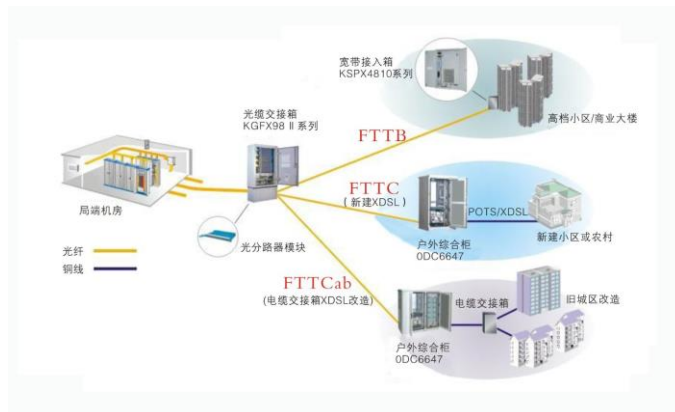 宽带接入箱
KSPX4810系列
光缆交接箱
KGFX98 Ⅱ系列
高档小区/商业大楼
FTTB
FTTC
(新建XDSL)
POTS/XDSL
局端机房
光分路器模块
户外综合柜
0DC6647
新建小区或农村
光纤
铜线
FTTCab
(电缆交接箱XDSL改造)
电缆交接箱
旧城区改造
户外综合柜
0DC6647